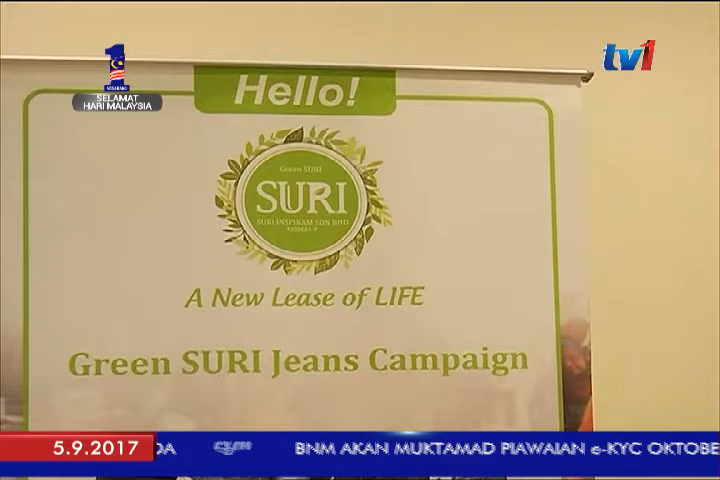 1
SELAMAT
HARI MALAYSIA
tv1
Hello!
Green SURI
SURI
SURI INSPIRASI SDN BHD
A New Lease of LIFE
Green SURI Jeans Campaign
5.9.2017
BNM AKAN MUKTAMAD PIAWAIAN e-KYC OKTOBE